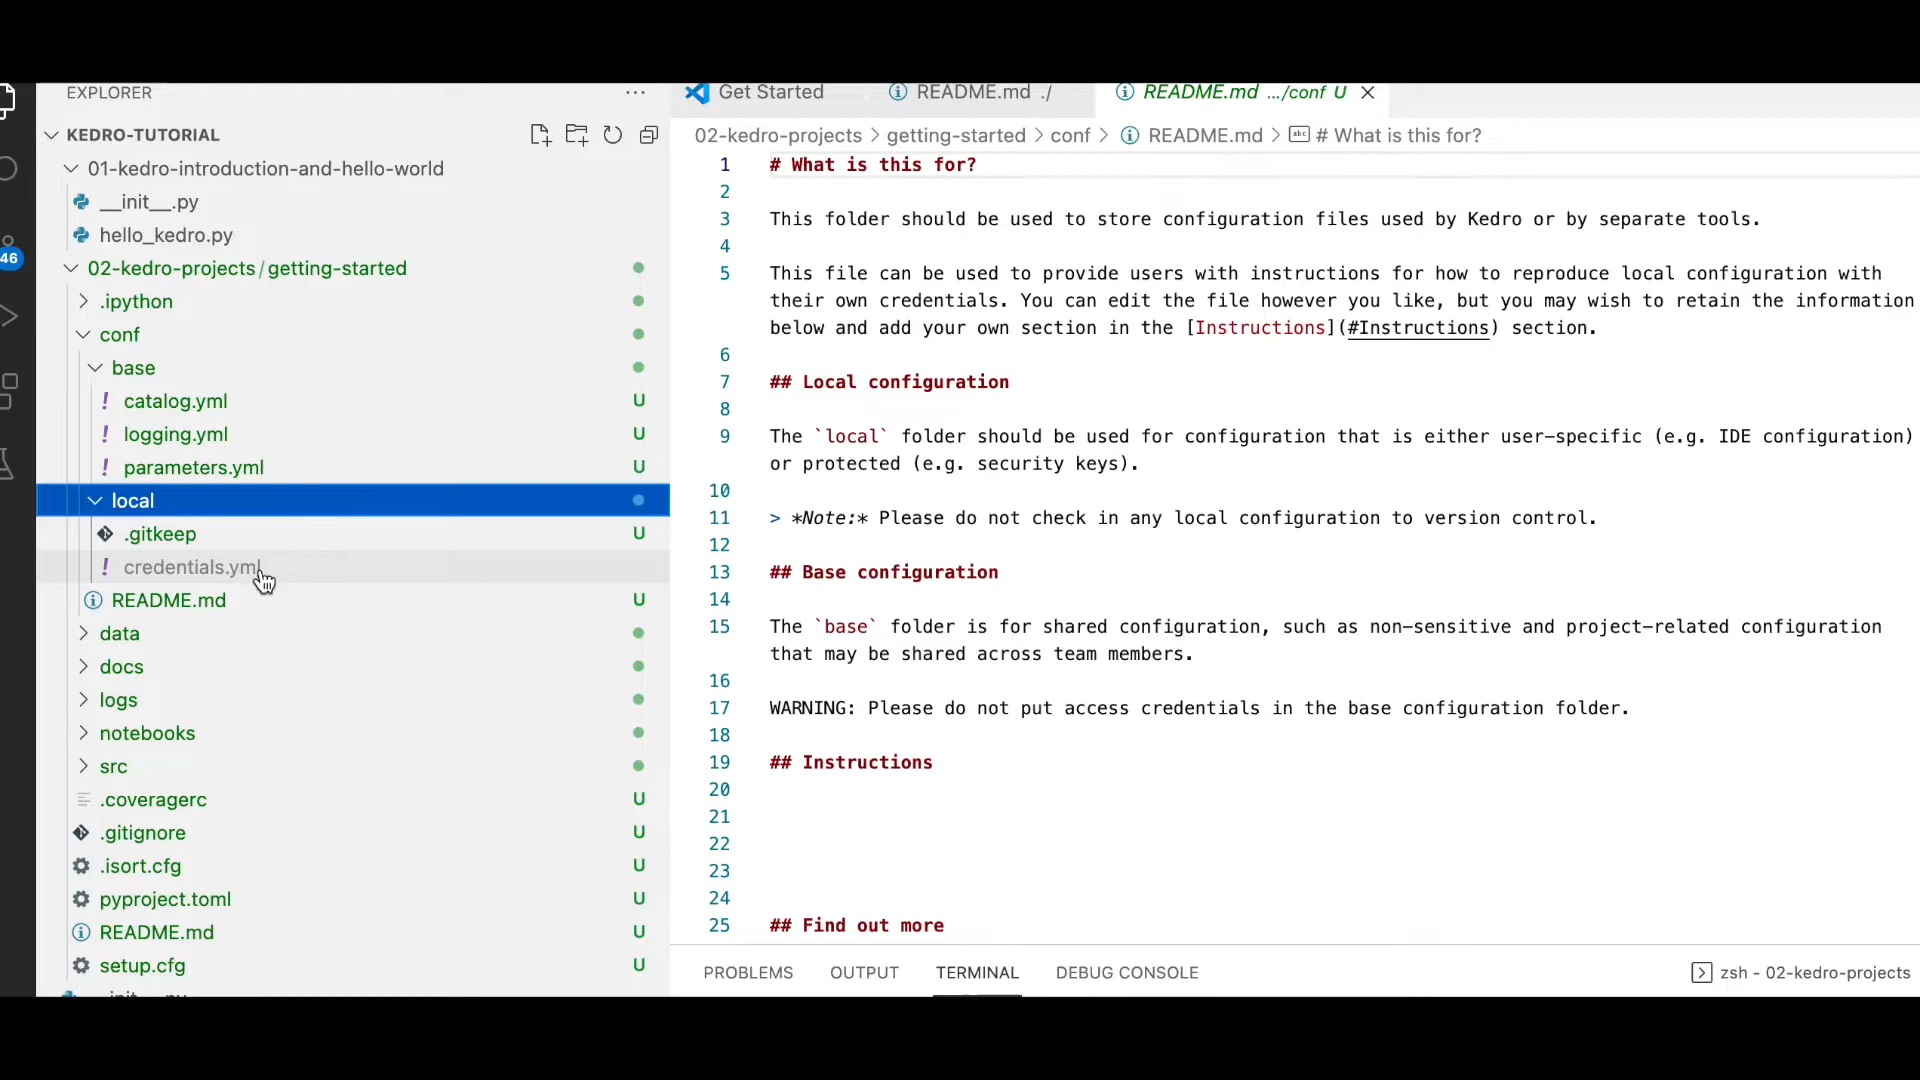 EXPLORER
···
KEDRO-TUTORIAL
01-kedro-introduction-and-hello-world
__init__.py
hello_kedro.py
02-kedro-projects / getting-started
.ipython
conf
base
! catalog.yml U
! logging.yml U
! parameters.yml U
local
.gitkeep U
! credentials.yml
README.md U
data
docs
logs
notebooks
src
.coveragerc U
.gitignore U
.isort.cfg U
pyproject.toml U
README.md U
setup.cfg U
46
Get Started
README.md ./
README.md .../conf U
02-kedro-projects > getting-started > conf > README.md > # What is this for?
1 # What is this for?
2
3 This folder should be used to store configuration files used by Kedro or by separate tools.
4
5 This file can be used to provide users with instructions for how to reproduce local configuration with
their own credentials. You can edit the file however you like, but you may wish to retain the information
below and add your own section in the [Instructions](#Instructions) section.
6
7 ## Local configuration
8
9 The `local` folder should be used for configuration that is either user-specific (e.g. IDE configuration)
or protected (e.g. security keys).
10
11 > *Note:* Please do not check in any local configuration to version control.
12
13 ## Base configuration
14
15 The `base` folder is for shared configuration, such as non-sensitive and project-related configuration
that may be shared across team members.
16
17 WARNING: Please do not put access credentials in the base configuration folder.
18
19 ## Instructions
20
21
22
23
24
25 ## Find out more
PROBLEMS OUTPUT TERMINAL DEBUG CONSOLE
zsh - 02-kedro-projects